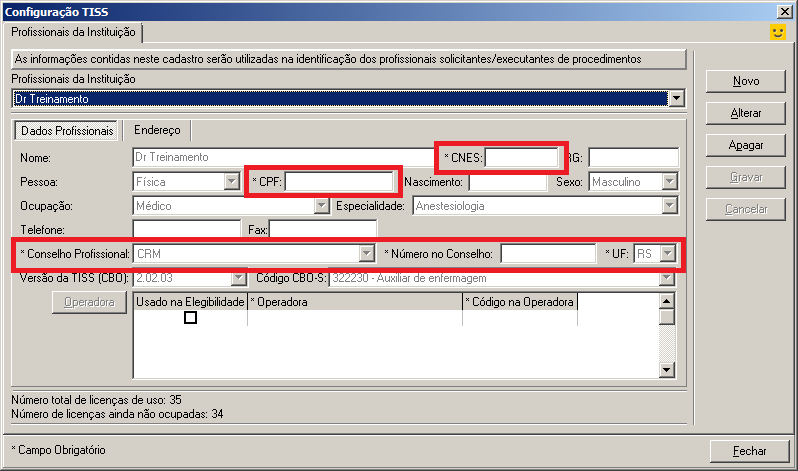 Configuração TISS
Profissionais da Instituição
As informações contidas neste cadastro serão utilizadas na identificação dos profissionais solicitantes/executantes de procedimentos
Profissionais da Instituição
Dr Treinamento
Novo
Alterar
Apagar
Gravar
Cancelar
Dados Profissionais Endereço
Nome: Dr Treinamento * CNES: RG:
Pessoa: Física * CPF: Nascimento: Sexo: Masculino
Ocupação: Médico Especialidade: Anestesiologia
Telefone: Fax:
* Conselho Profissional: CRM * Número no Conselho: * UF: RS
Versão da TISS (CBO): 2.02.03 Código CBO-S: 322230 - Auxiliar de enfermagem
Operadora Usado na Elegibilidade * Operadora * Código na Operadora
Número total de licenças de uso: 35
Número de licenças ainda não ocupadas: 34
* Campo Obrigatório Fechar